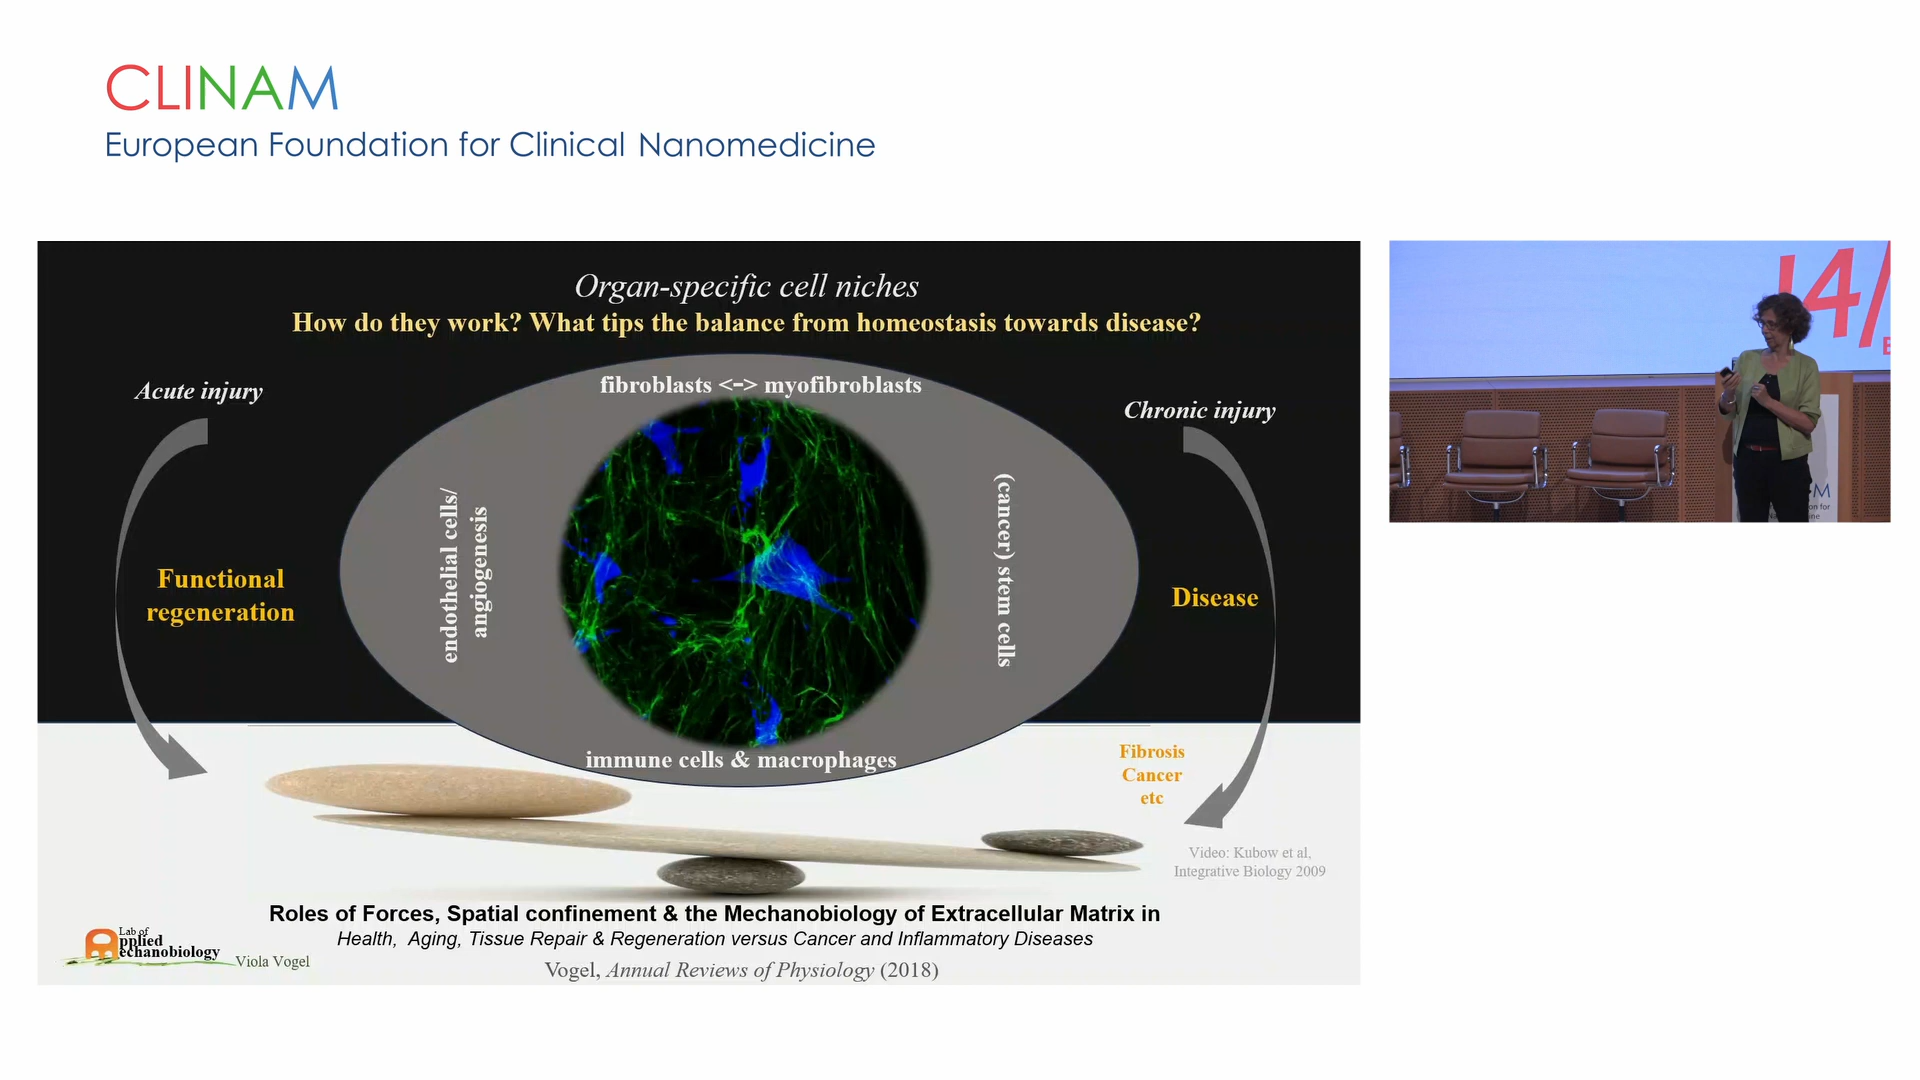 CLINAM
European Foundation for Clinical Nanomedicine
Organ-specific cell niches
How do they work? What tips the balance from homeostasis towards disease?
Acute injury
Chronic injury
fibroblasts <-> myofibroblasts
endothelial cells/
angiogenesis
(cancer) stem cells
Functional
regeneration
Disease
immune cells & macrophages
Fibrosis
Cancer
etc
Video: Kubow et al,
Integrative Biology 2009
Roles of Forces, Spatial confinement & the Mechanobiology of Extracellular Matrix in
Health, Aging, Tissue Repair & Regeneration versus Cancer and Inflammatory Diseases
Vogel, Annual Reviews of Physiology (2018)
Lab of
pplied
echanobiology
Viola Vogel
14/